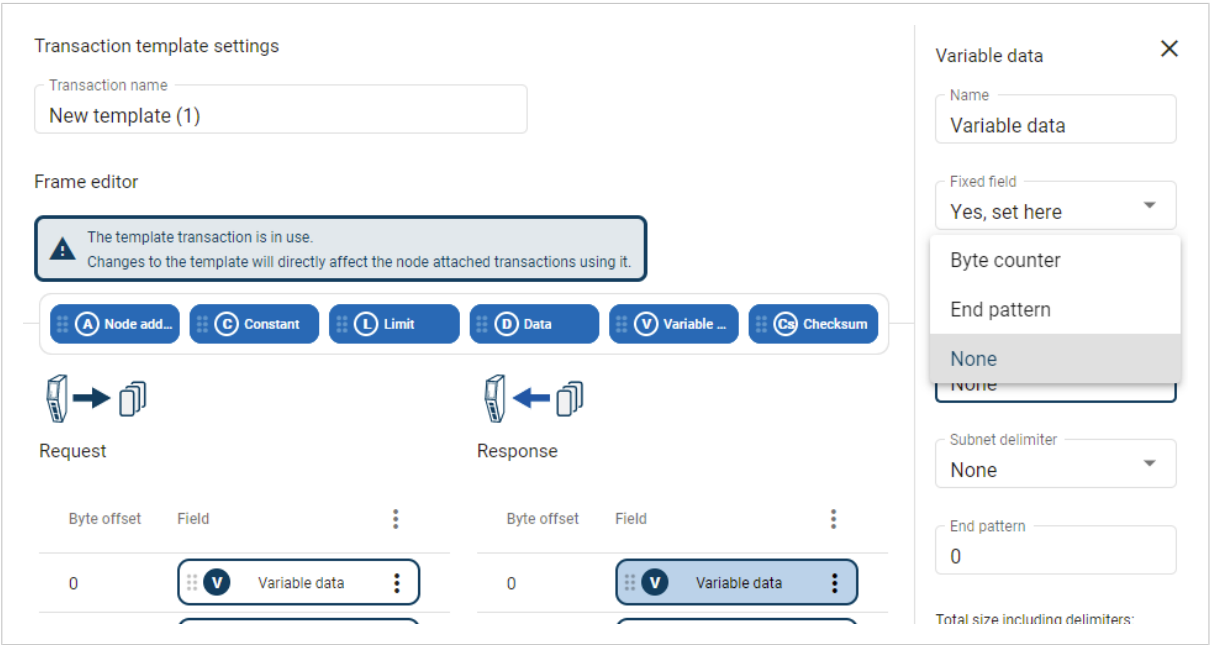 Transaction template settings
Transaction name
New template (1)
Frame editor
The template transaction is in use.
Changes to the template will directly affect the node attached transactions using it.
A Node add... C Constant L Limit D Data V Variable ... Cs Checksum
Request
Byte offset Field
0 V Variable data
Response
Byte offset Field
0 V Variable data
Variable data
Name
Variable data
Fixed field
Yes, set here
Byte counter
End pattern
None
None
Subnet delimiter
None
End pattern
0
Total size including delimiters: